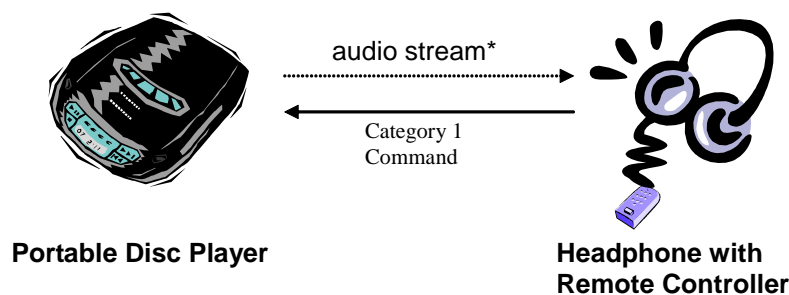 audio stream*
Category 1
Command
Portable Disc Player
Headphone with
Remote Controller